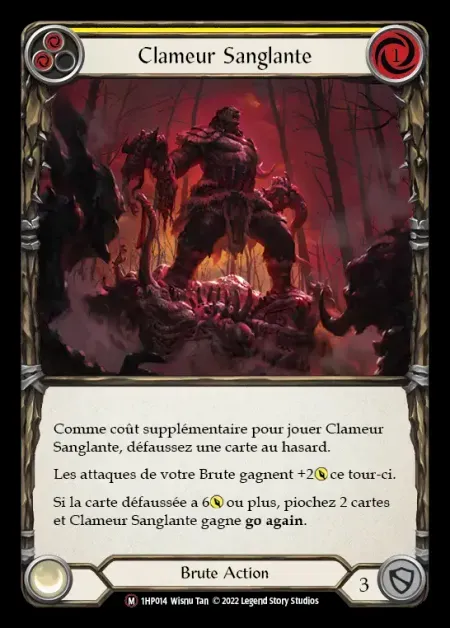 Clameur Sanglante
1
Comme coût supplémentaire pour jouer Clameur
Sanglante, défaussez une carte au hasard.
Les attaques de votre Brute gagnent +2 ce tour-ci.
Si la carte défaussée a 6 ou plus, piochez 2 cartes
et Clameur Sanglante gagne go again.
Brute Action
3
M 1HP014 Wisnu Tan © 2022 Legend Story Studios